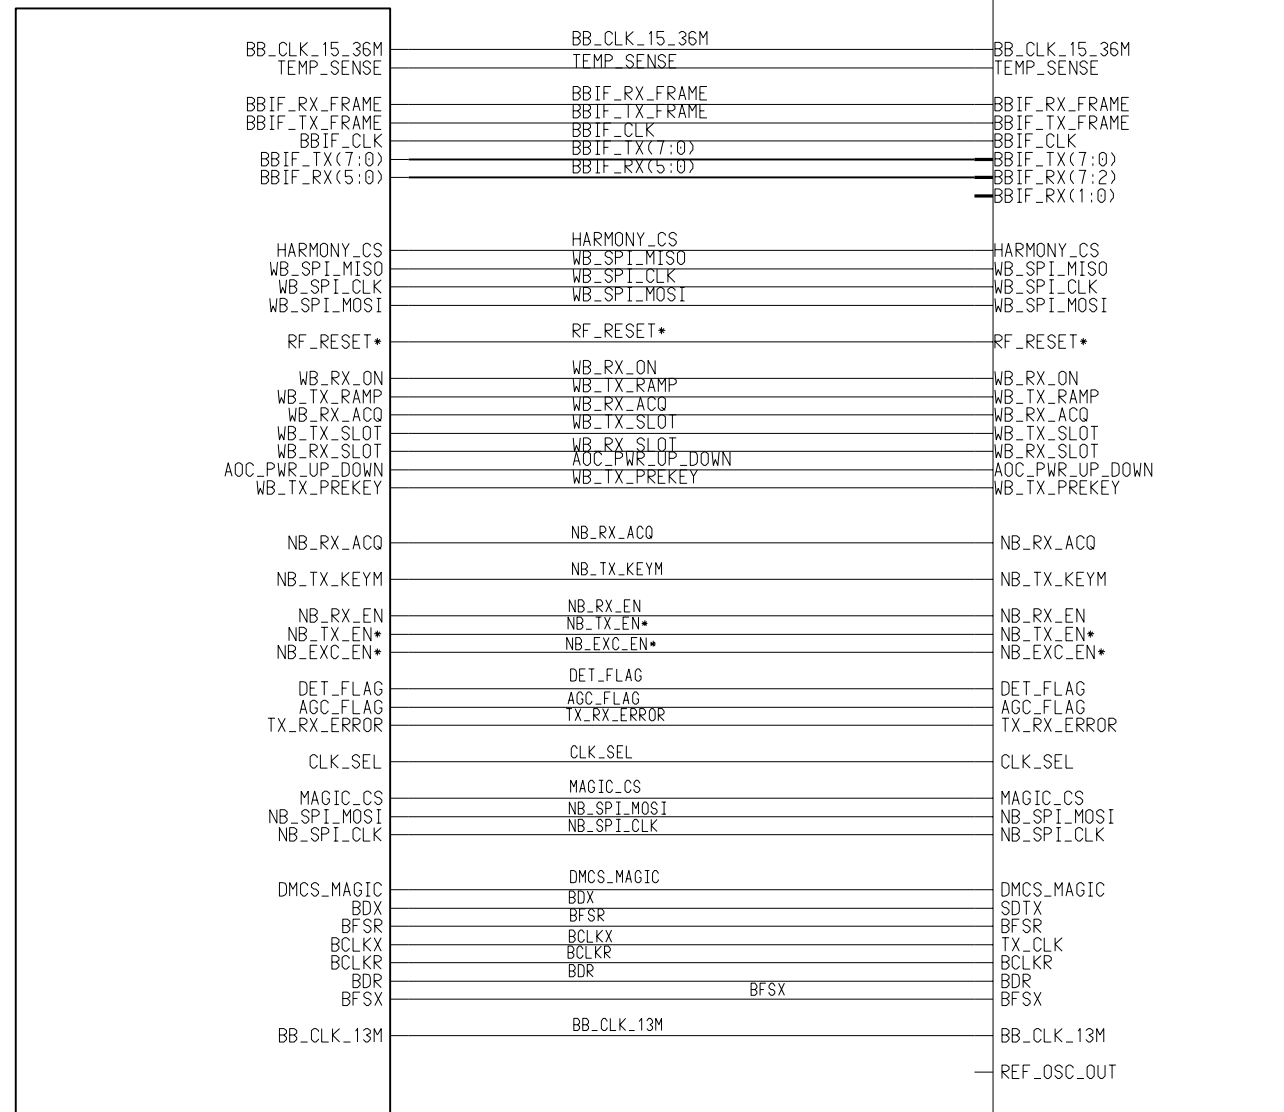 BB_CLK_15_36M BB_CLK_15_36M BB_CLK_15_36M
TEMP_SENSE TEMP_SENSE TEMP_SENSE
BBIF_RX_FRAME BBIF_RX_FRAME BBIF_RX_FRAME
BBIF_TX_FRAME BBIF_TX_FRAME BBIF_TX_FRAME
BBIF_CLK BBIF_CLK BBIF_CLK
BBIF_TX(7:0) BBIF_TX(7:0) BBIF_TX(7:0)
BBIF_RX(5:0) BBIF_RX(5:0) BBIF_RX(7:2)
BBIF_RX(1:0)
HARMONY_CS HARMONY_CS HARMONY_CS
WB_SPI_MISO WB_SPI_MISO WB_SPI_MISO
WB_SPI_CLK WB_SPI_CLK WB_SPI_CLK
WB_SPI_MOSI WB_SPI_MOSI WB_SPI_MOSI
RF_RESET* RF_RESET* RF_RESET*
WB_RX_ON WB_RX_ON WB_RX_ON
WB_TX_RAMP WB_TX_RAMP WB_TX_RAMP
WB_RX_ACQ WB_RX_ACQ WB_RX_ACQ
WB_TX_SLOT WB_TX_SLOT WB_TX_SLOT
WB_RX_SLOT WB_RX_SLOT WB_RX_SLOT
AOC_PWR_UP_DOWN AOC_PWR_UP_DOWN AOC_PWR_UP_DOWN
WB_TX_PREKEY WB_TX_PREKEY WB_TX_PREKEY
NB_RX_ACQ NB_RX_ACQ NB_RX_ACQ
NB_TX_KEYM NB_TX_KEYM NB_TX_KEYM
NB_RX_EN NB_RX_EN NB_RX_EN
NB_TX_EN* NB_TX_EN* NB_TX_EN*
NB_EXC_EN* NB_EXC_EN* NB_EXC_EN*
DET_FLAG DET_FLAG DET_FLAG
AGC_FLAG AGC_FLAG AGC_FLAG
TX_RX_ERROR TX_RX_ERROR TX_RX_ERROR
CLK_SEL CLK_SEL CLK_SEL
MAGIC_CS MAGIC_CS MAGIC_CS
NB_SPI_MOSI NB_SPI_MOSI NB_SPI_MOSI
NB_SPI_CLK NB_SPI_CLK NB_SPI_CLK
DMCS_MAGIC DMCS_MAGIC DMCS_MAGIC
BDX BDX SDTX
BFSR BFSR BFSR
BCLKX BCLKX TX_CLK
BCLKR BCLKR BCLKR
BDR BDR BDR
BFSX BFSX BFSX
BB_CLK_13M BB_CLK_13M BB_CLK_13M
REF_OSC_OUT